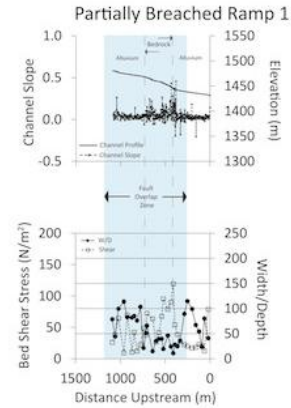 Partially Breached Ramp 1
Bedrock
Alluvium
Alluvium
1.0
0.5
0.0
-0.5
Channel Slope
1550
1500
1450
1400
1350
1300
Elevation (m)
Channel Profile
Channel Slope
Fault
Overlap
Zone
W/D
Shear
200
150
100
50
0
Bed Shear Stress (N/m²)
250
200
150
100
50
0
Width/Depth
1500 1000 500 0
Distance Upstream (m)